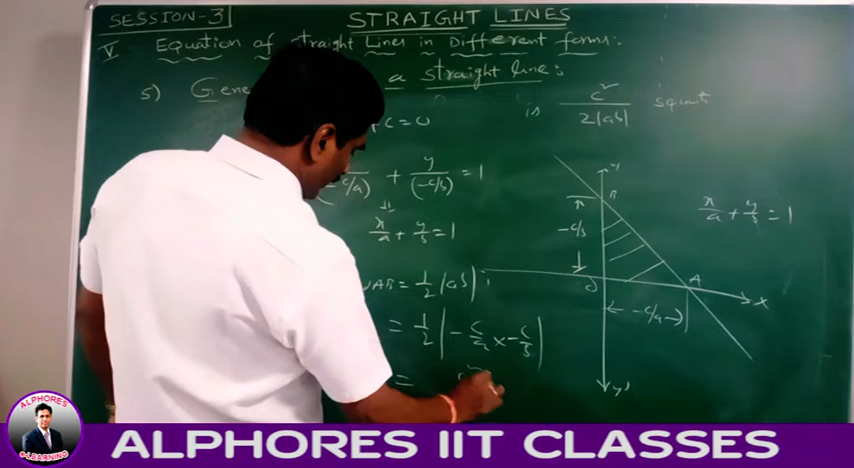 SESSION-3
STRAIGHT LINES
V Equation of straight Lines in Different forms:
5) Gene a straight line:
+c=0 is c²/2|ab| squnit
(-c/a) + y/(-c/b) = 1
x/a + y/b = 1
x/a + y/b = 1
AB = 1/2 |ab|
= 1/2 |-c/a × -c/b|
=
Y
B
-c/b
O
A
X
-c/a
y'
ALPHORES
e-LEARNING
ALPHORES IIT CLASSES